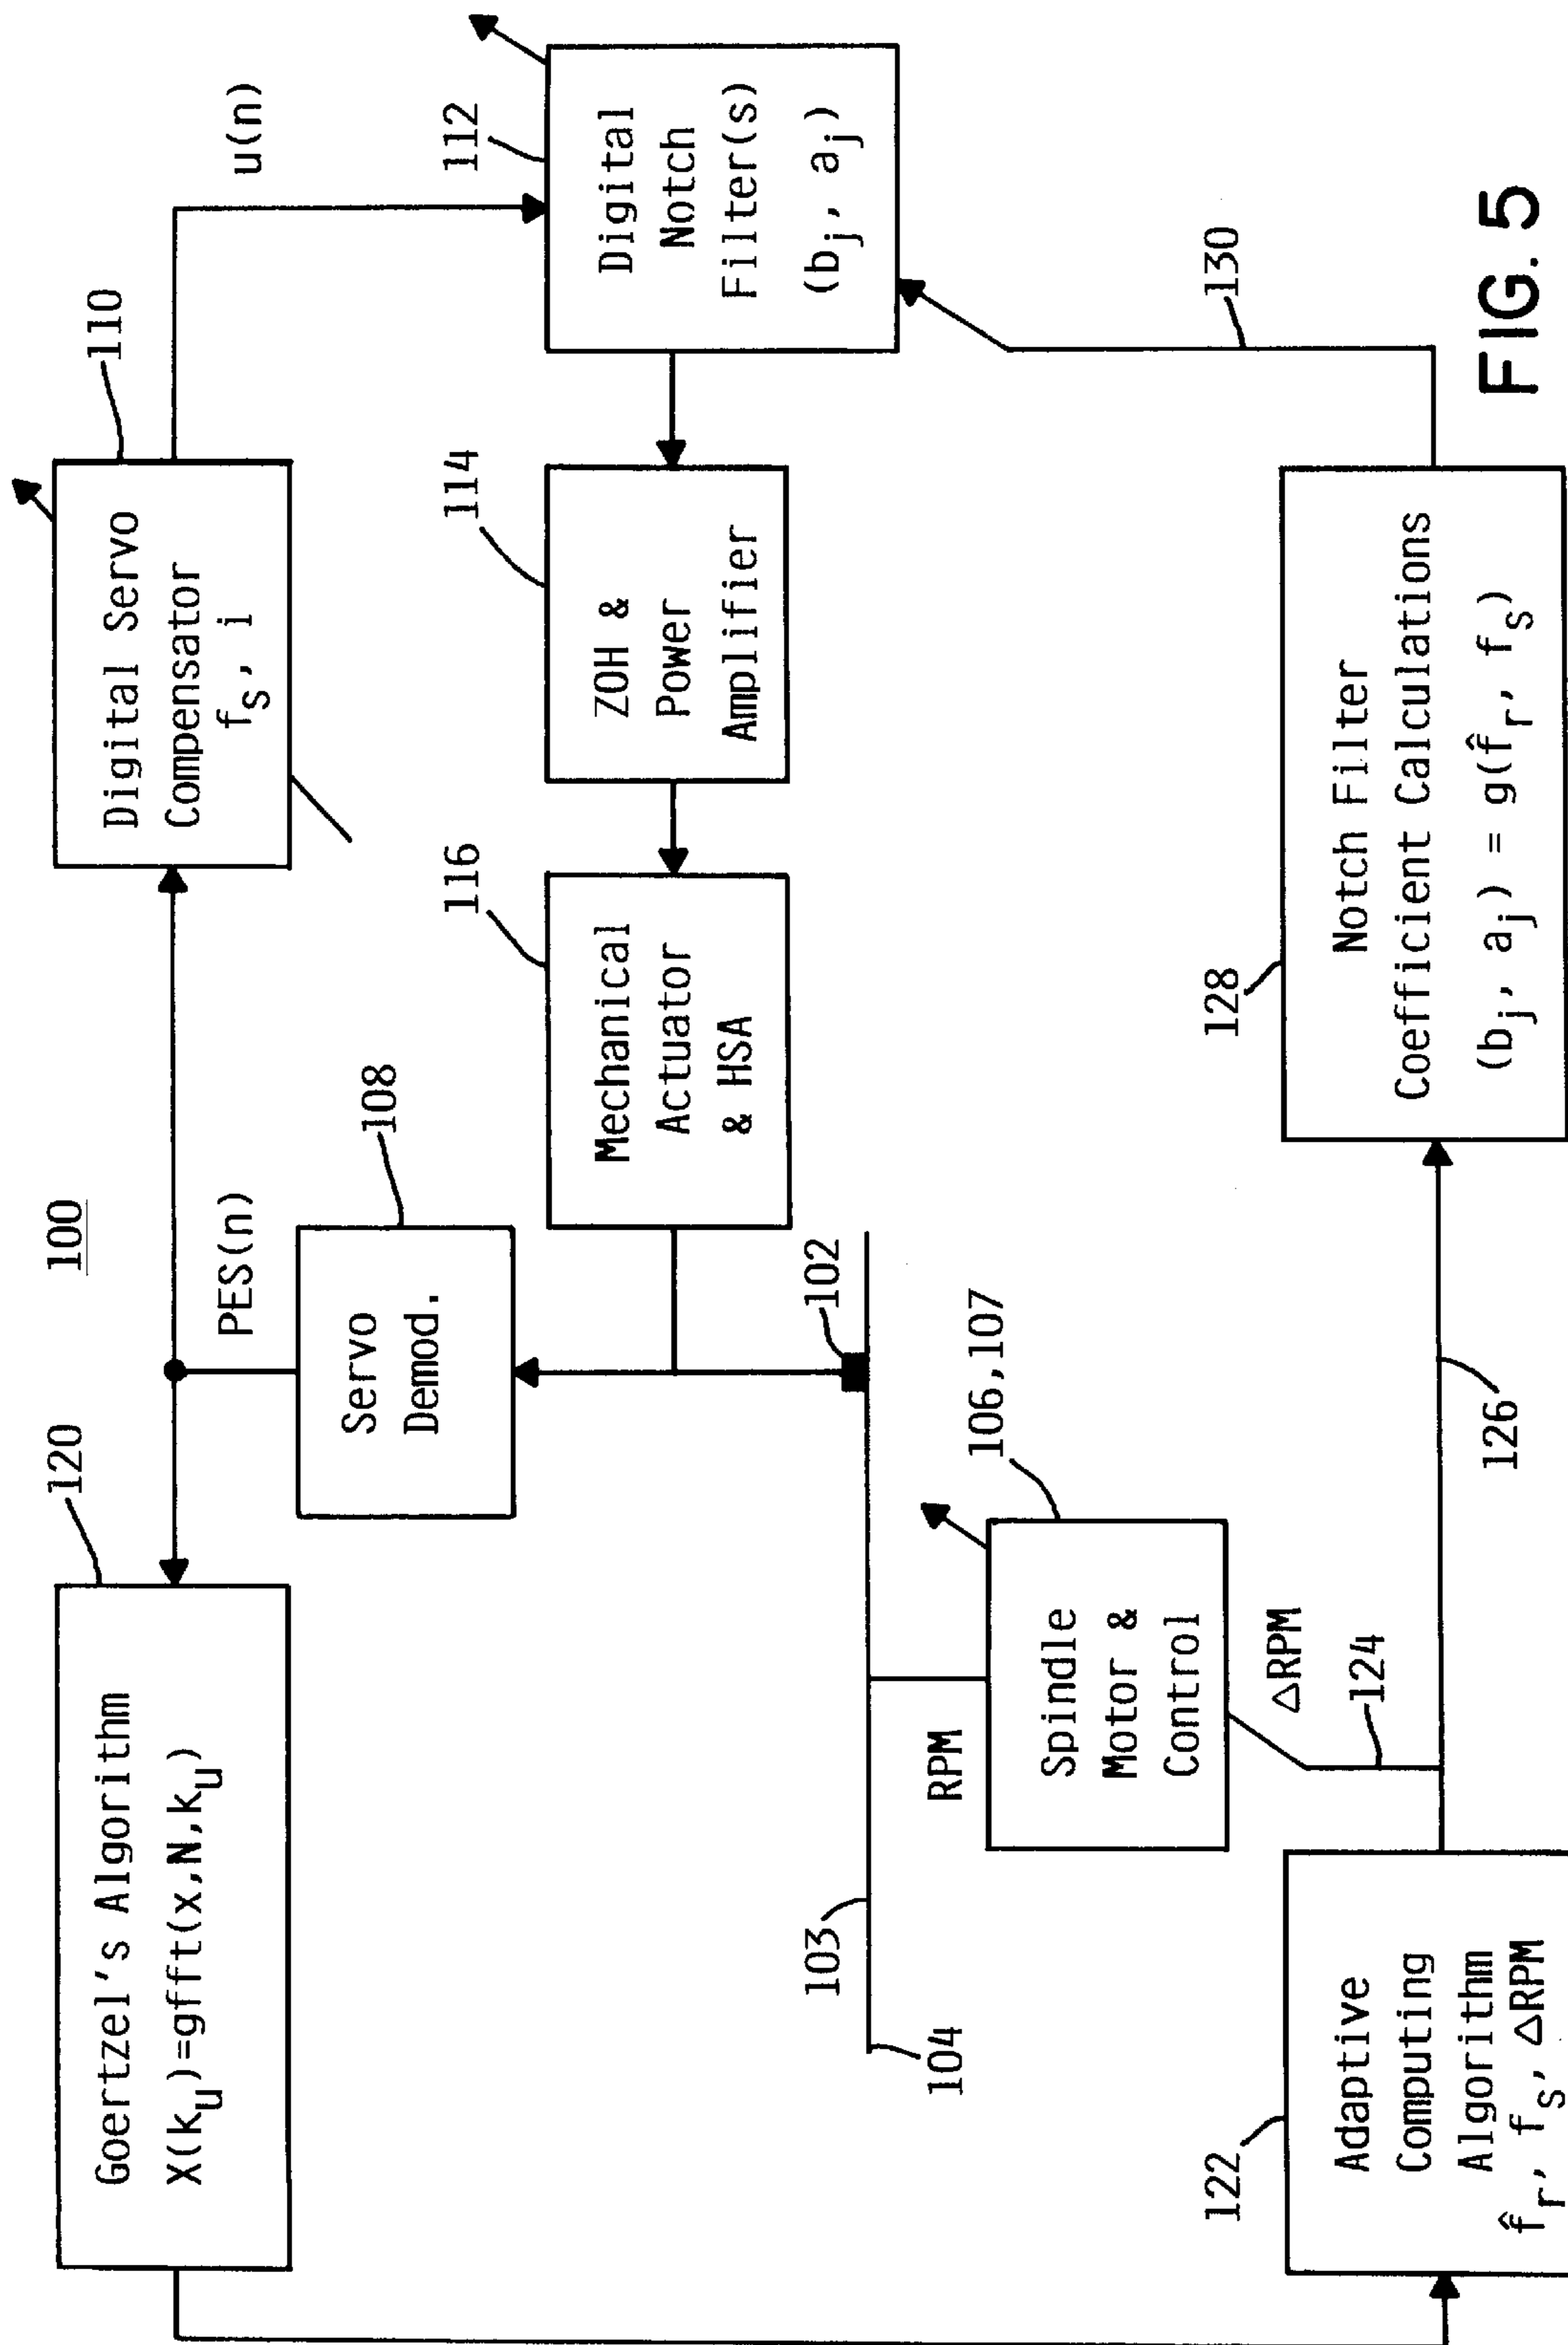 100
120
Goertzel's Algorithm
X(k_u)=gfft(x,N,k_u)
PES(n)
110
Digital Servo
Compensator
f_s, i
u(n)
108
Servo
Demod.
116
Mechanical
Actuator
& HSA
114
ZOH &
Power
Amplifier
112
Digital
Notch
Filter(s)
(b_j, a_j)
102
103
104
RPM
106,107
Spindle
Motor &
Control
△RPM
124
122
Adaptive
Computing
Algorithm
f̂_r, f_s, △RPM
126
128
Notch Filter
Coefficient Calculations
(b_j, a_j) = g(f̂_r, f_s)
130
FIG. 5